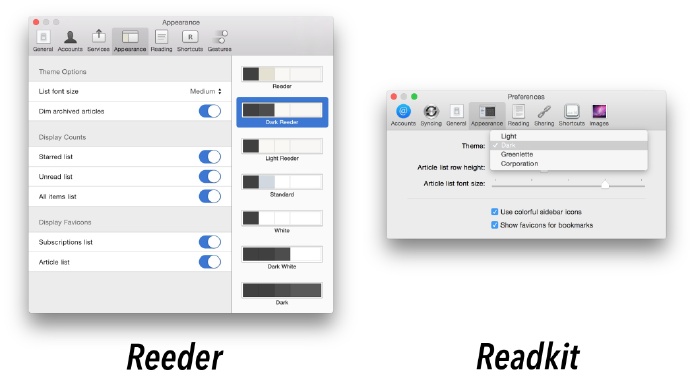 Appearance
General Accounts Services Appearance Reading Shortcuts Gestures
R
Theme Options
List font size Medium
Dim archived articles
Display Counts
Starred list
Unread list
All items list
Display Favicons
Subscriptions list
Article list
Reeder
Dark Reeder
Light Reeder
Standard
White
Dark White
Dark
Reeder
Preferences
@
Accounts Syncing General Appearance Reading Sharing Shortcuts Images
Theme:
Light
✓ Dark
Greenlette
Corporation
Article list row height:
Article list font size:
Use colorful sidebar icons
Show favicons for bookmarks
Readkit